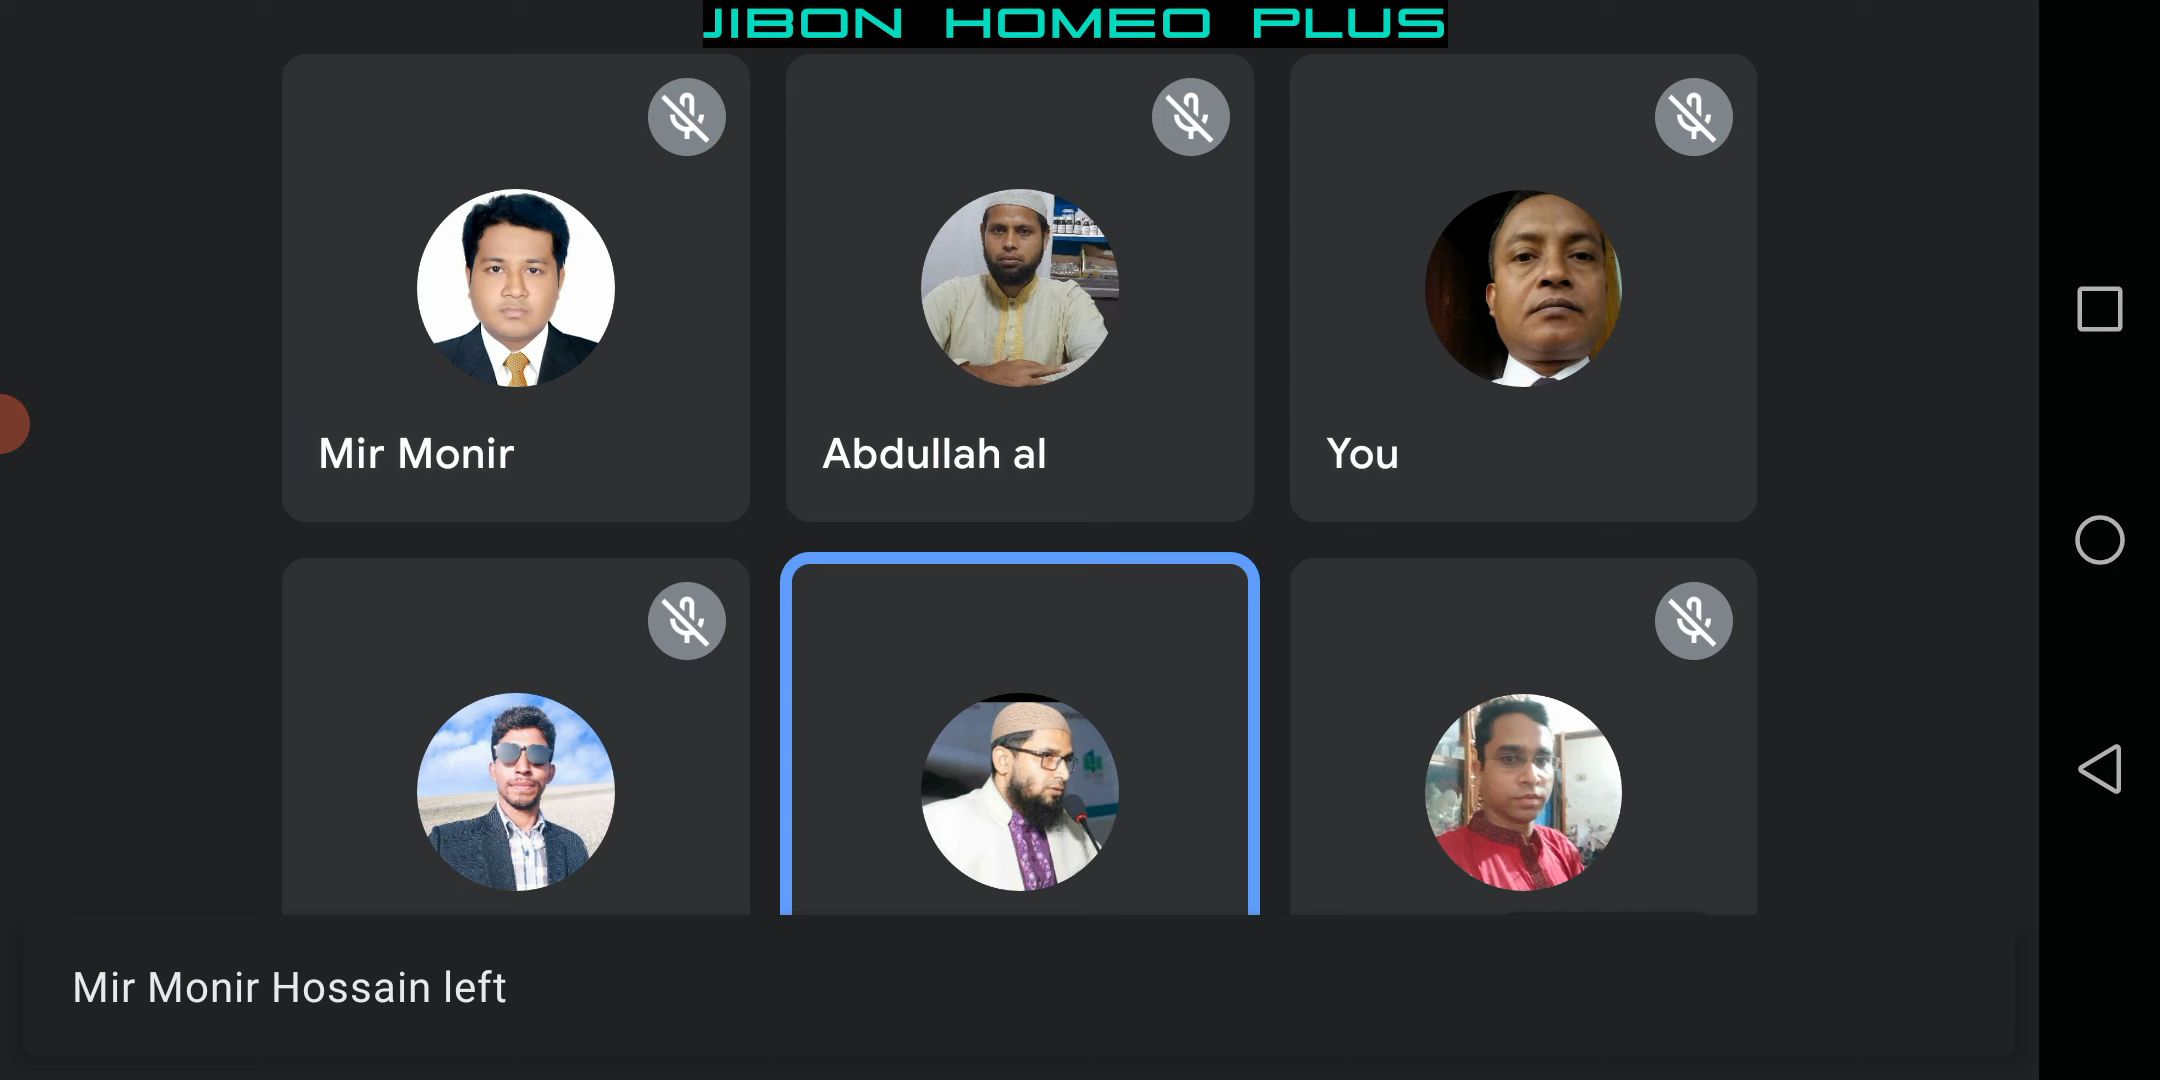 JIBON HOMEO PLUS
Mir Monir
Abdullah al
You
Mir Monir Hossain left